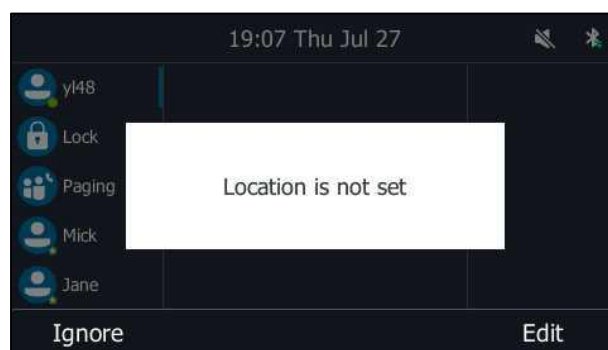 19:07 Thu Jul 27
yl48
Lock
Paging
Mick
Jane
Location is not set
Ignore
Edit